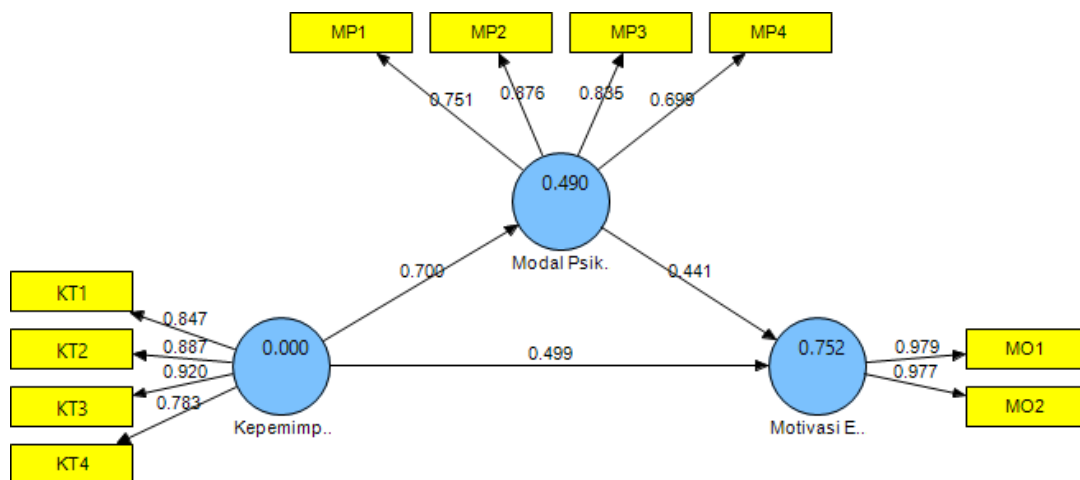 MP1 MP2 MP3 MP4
0.751 0.876 0.835 0.699
0.490
Modal Psik.
0.700 0.441
KT1
0.847
KT2
0.887
KT3
0.920
KT4
0.783
0.000
Kepemimp..
0.499
0.752
Motivasi E..
0.979
MO1
0.977
MO2